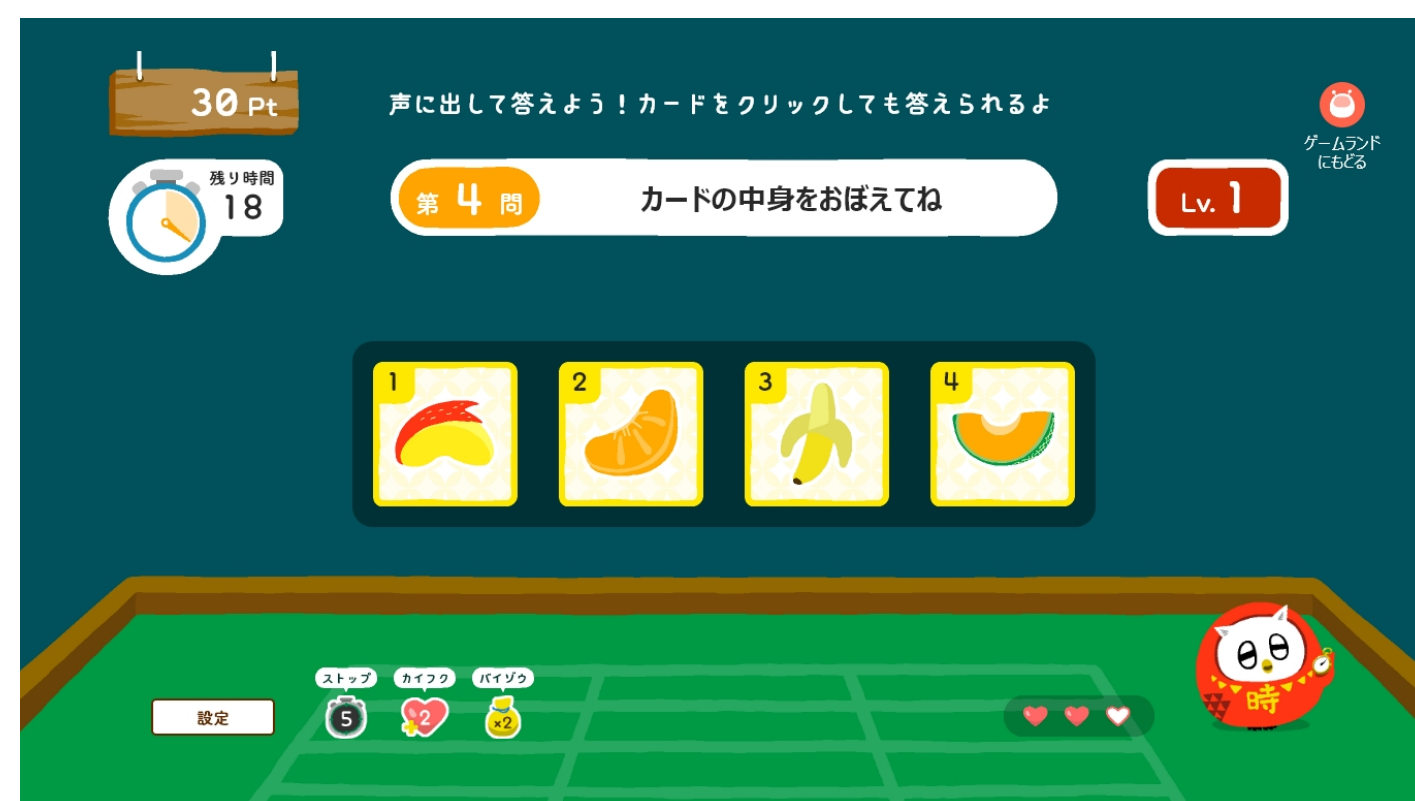 30 Pt
声に出して答えよう！カードをクリックしても答えられるよ
ゲームランド
にもどる
残り時間
18
第 4 問
カードの中身をおぼえてね
Lv. 1
1
2
3
4
ストップ
カイフク
バイゾウ
5
2
×2
設定
時